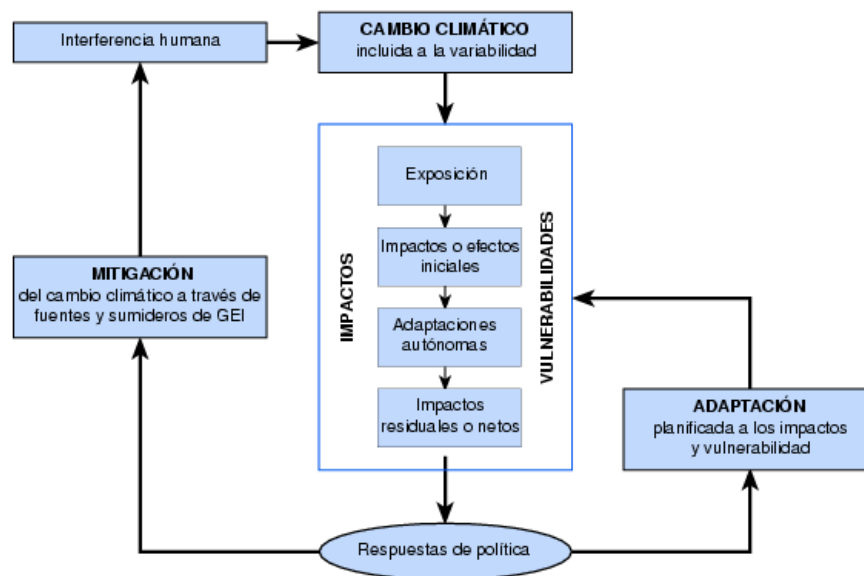 Interferencia humana
CAMBIO CLIMÁTICO
incluida a la variabilidad
Exposición
Impactos o efectos
iniciales
Adaptaciones
autónomas
Impactos
residuales o netos
IMPACTOS
VULNERABILIDADES
MITIGACIÓN
del cambio climático a través de
fuentes y sumideros de GEI
ADAPTACIÓN
planificada a los impactos
y vulnerabilidad
Respuestas de política